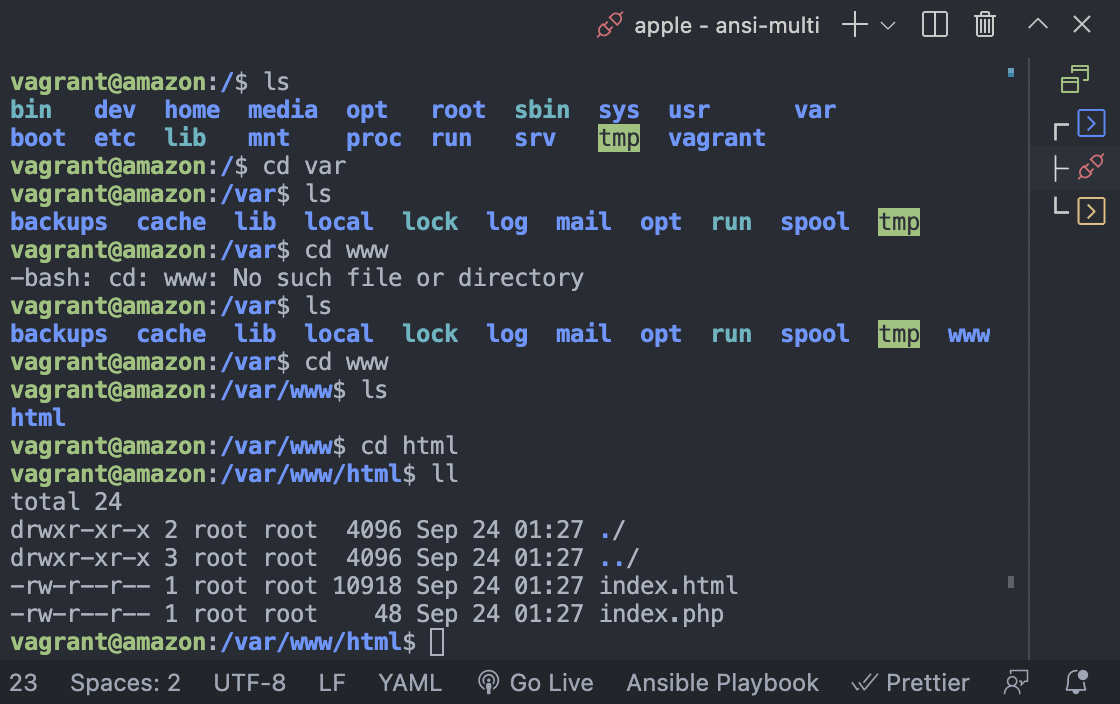 apple - ansi-multi
vagrant@amazon:/$ ls
bin   dev  home  media  opt   root  sbin  sys  usr      var
boot  etc  lib   mnt    proc  run   srv   tmp  vagrant
vagrant@amazon:/$ cd var
vagrant@amazon:/var$ ls
backups  cache  lib  local  lock  log  mail  opt  run  spool  tmp
vagrant@amazon:/var$ cd www
-bash: cd: www: No such file or directory
vagrant@amazon:/var$ ls
backups  cache  lib  local  lock  log  mail  opt  run  spool  tmp  www
vagrant@amazon:/var$ cd www
vagrant@amazon:/var/www$ ls
html
vagrant@amazon:/var/www$ cd html
vagrant@amazon:/var/www/html$ ll
total 24
drwxr-xr-x 2 root root  4096 Sep 24 01:27 ./
drwxr-xr-x 3 root root  4096 Sep 24 01:27 ../
-rw-r--r-- 1 root root 10918 Sep 24 01:27 index.html
-rw-r--r-- 1 root root    48 Sep 24 01:27 index.php
vagrant@amazon:/var/www/html$
23 Spaces: 2 UTF-8 LF YAML Go Live Ansible Playbook Prettier